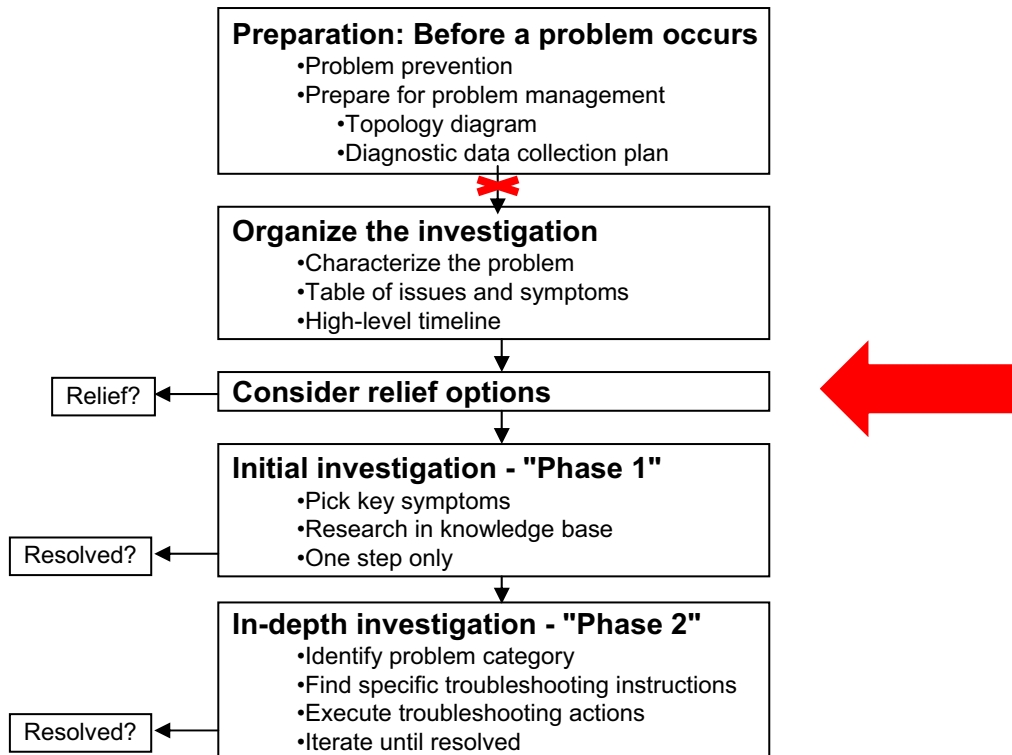 Preparation: Before a problem occurs
•Problem prevention
•Prepare for problem management
•Topology diagram
•Diagnostic data collection plan
Organize the investigation
•Characterize the problem
•Table of issues and symptoms
•High-level timeline
Relief?
Consider relief options
Initial investigation - "Phase 1"
•Pick key symptoms
•Research in knowledge base
•One step only
Resolved?
In-depth investigation - "Phase 2"
•Identify problem category
•Find specific troubleshooting instructions
•Execute troubleshooting actions
•Iterate until resolved
Resolved?